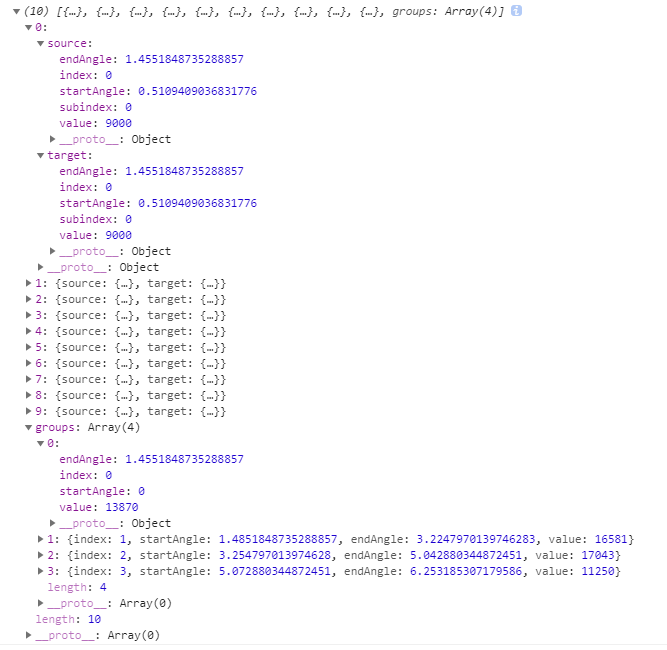 (10) [{…}, {…}, {…}, {…}, {…}, {…}, {…}, {…}, {…}, {…}, groups: Array(4)] i
0:
source:
endAngle: 1.4551848735288857
index: 0
startAngle: 0.5109409036831776
subindex: 0
value: 9000
__proto__: Object
target:
endAngle: 1.4551848735288857
index: 0
startAngle: 0.5109409036831776
subindex: 0
value: 9000
__proto__: Object
__proto__: Object
1: {source: {…}, target: {…}}
2: {source: {…}, target: {…}}
3: {source: {…}, target: {…}}
4: {source: {…}, target: {…}}
5: {source: {…}, target: {…}}
6: {source: {…}, target: {…}}
7: {source: {…}, target: {…}}
8: {source: {…}, target: {…}}
9: {source: {…}, target: {…}}
groups: Array(4)
0:
endAngle: 1.4551848735288857
index: 0
startAngle: 0
value: 13870
__proto__: Object
1: {index: 1, startAngle: 1.4851848735288857, endAngle: 3.2247970139746283, value: 16581}
2: {index: 2, startAngle: 3.254797013974628, endAngle: 5.042880344872451, value: 17043}
3: {index: 3, startAngle: 5.072880344872451, endAngle: 6.253185307179586, value: 11250}
length: 4
__proto__: Array(0)
length: 10
__proto__: Array(0)